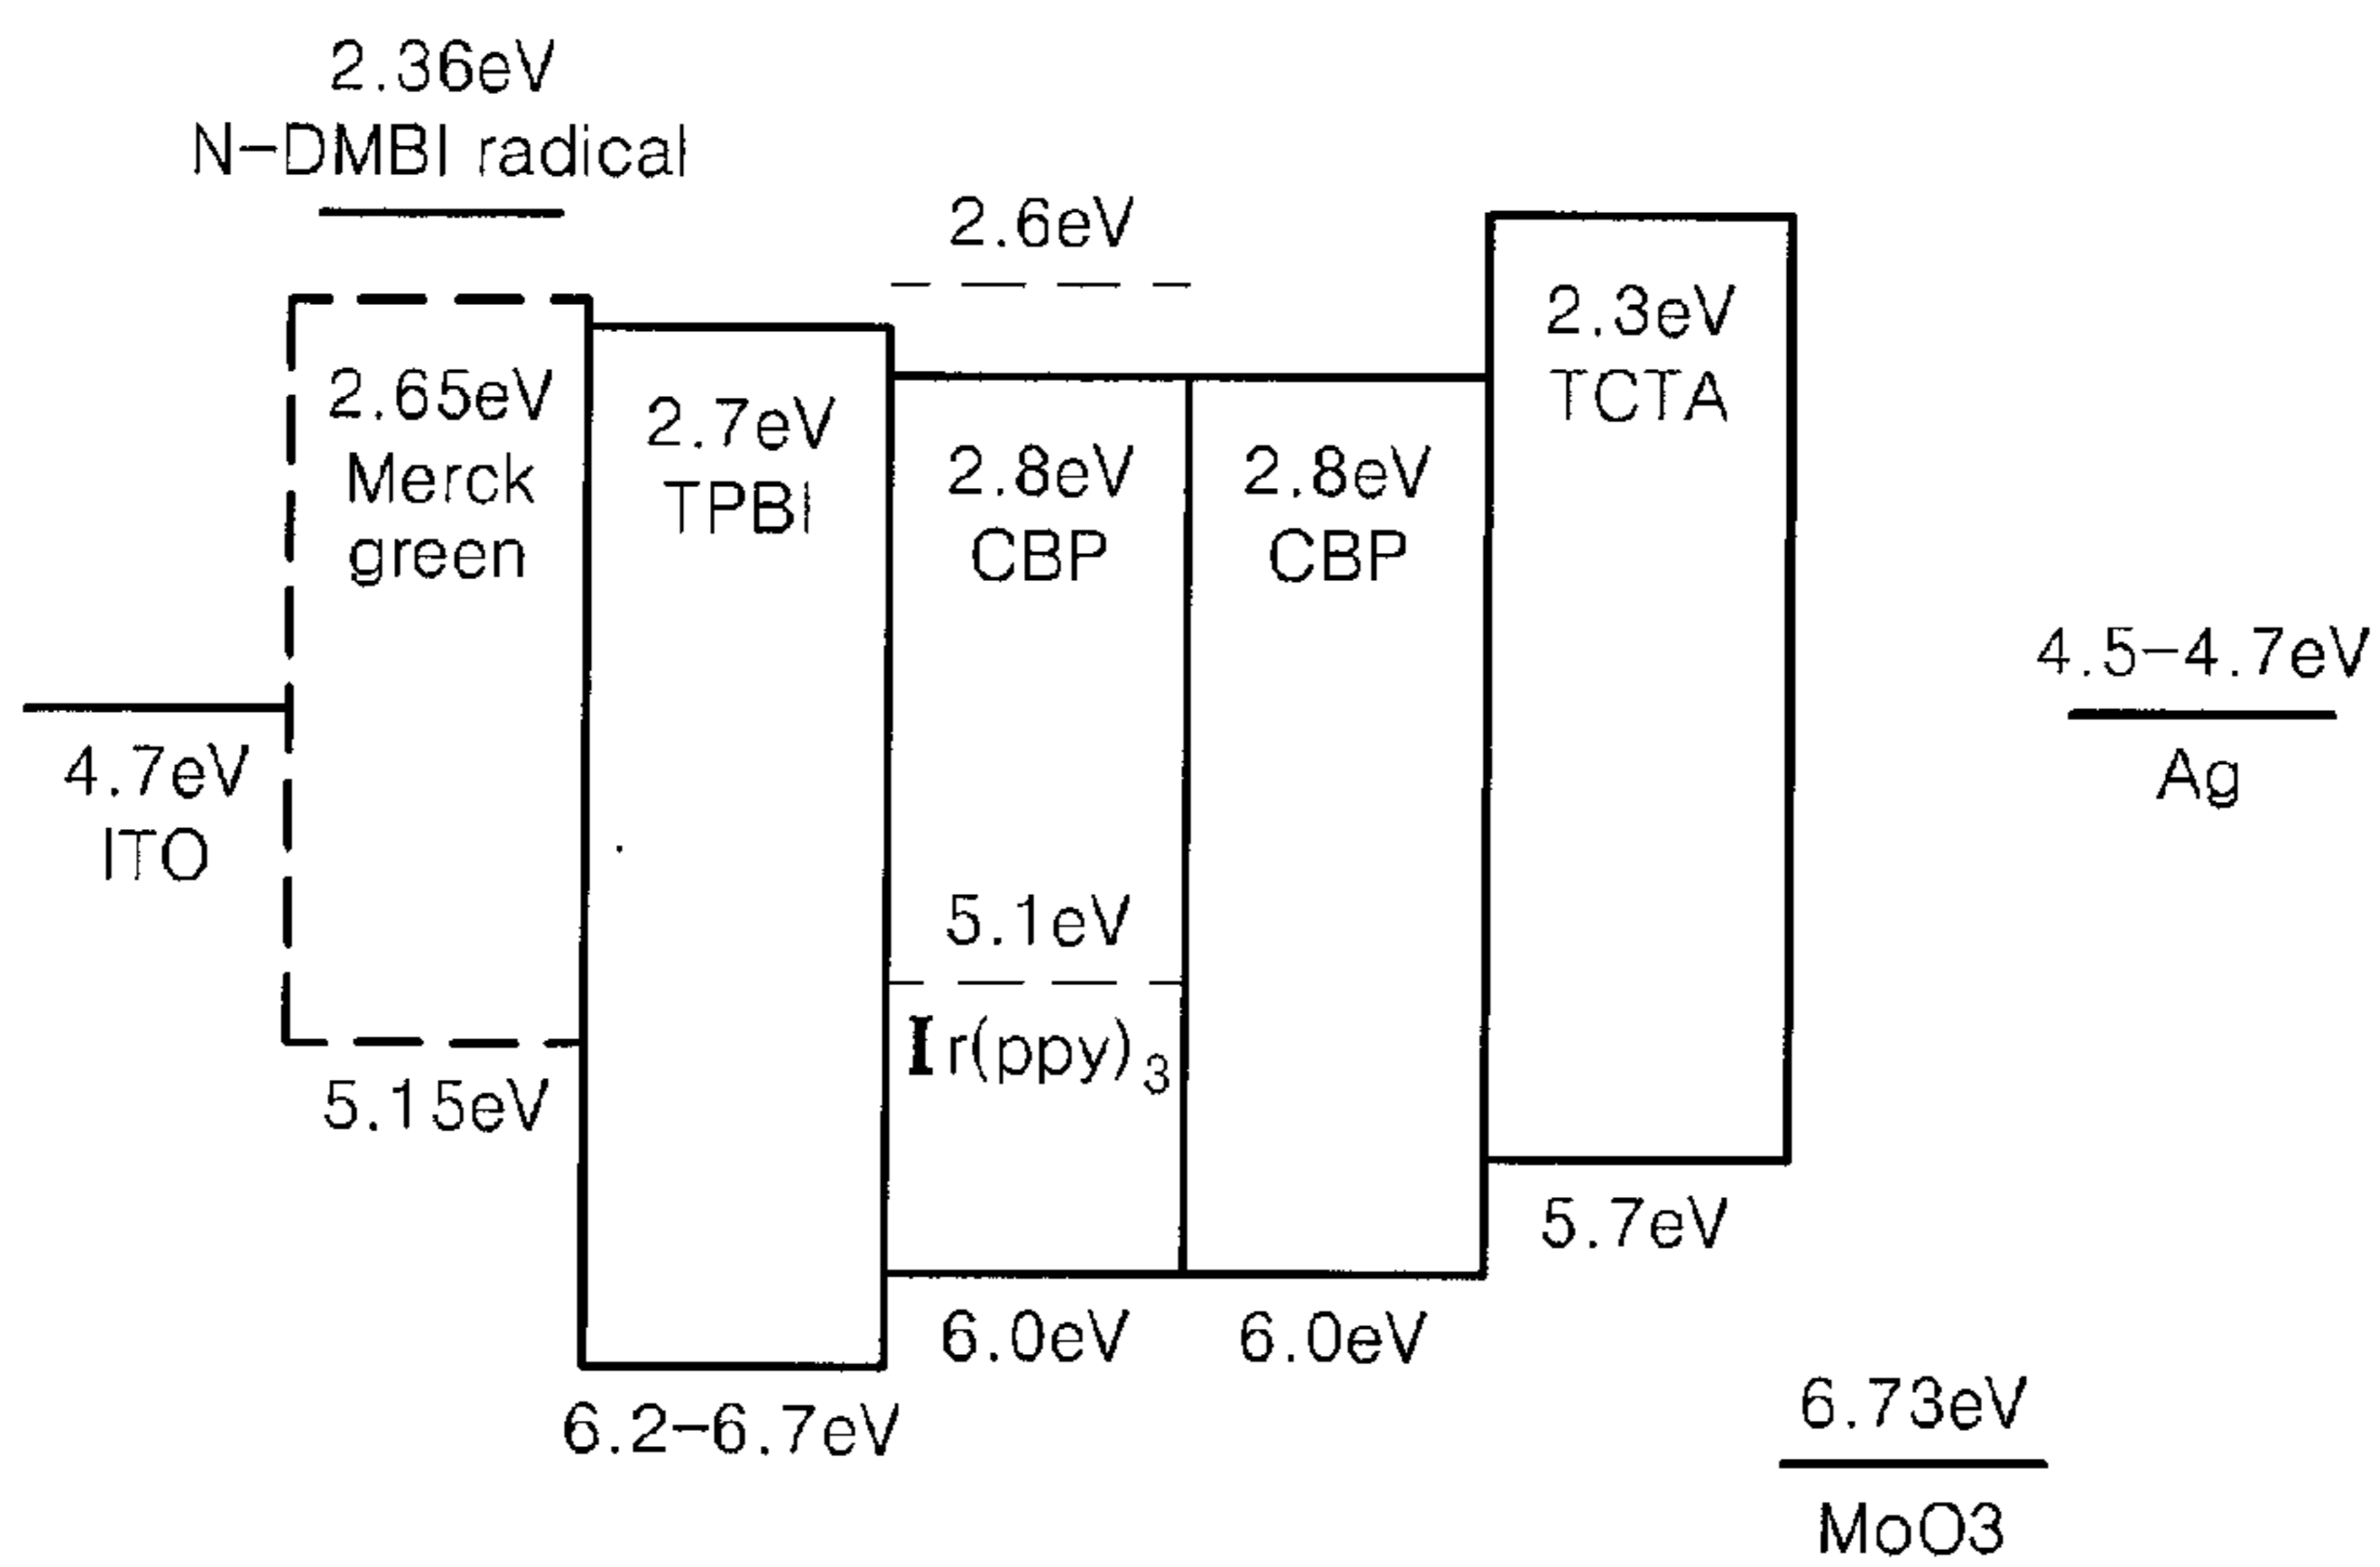 2.36eV
N-DMBI radical
2.6eV
2.3eV
TCTA
2.65eV
Merck
green
2.7eV
TPBI
2.8eV
CBP
2.8eV
CBP
4.5-4.7eV
Ag
4.7eV
ITO
5.1eV
Ir(ppy)₃
5.15eV
5.7eV
6.0eV
6.0eV
6.2-6.7eV
6.73eV
MoO3